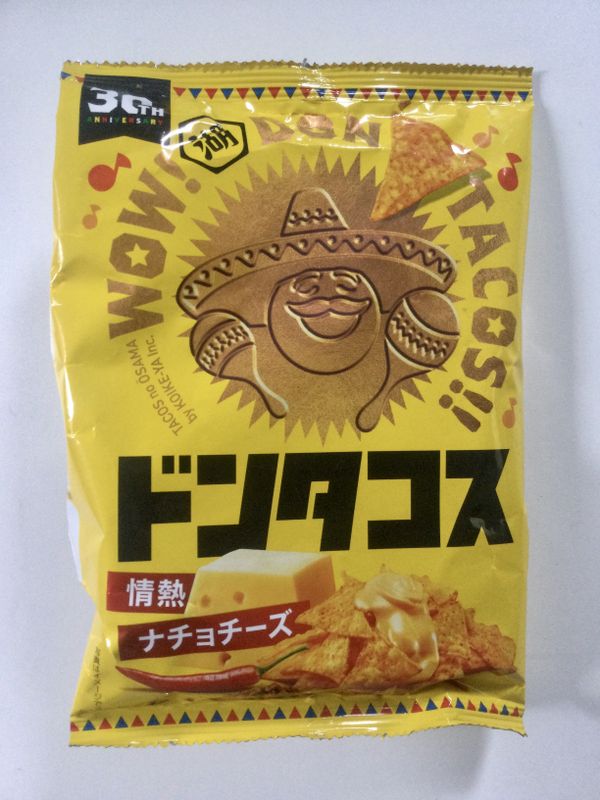 30TH
ANNIVERSARY
湖
WOW! DON TACOS!!
TACOS no OSAMA
by KOIKE-YA Inc.
ドンタコス
情熱
ナチョチーズ